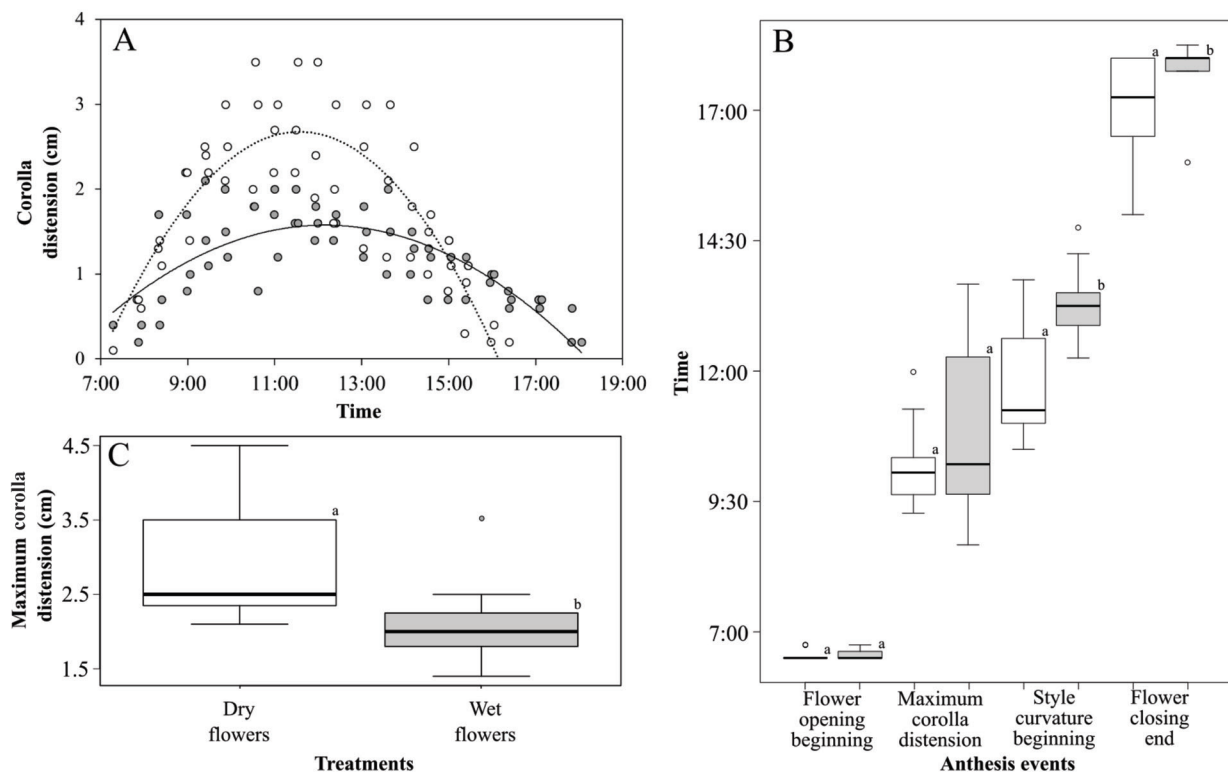 A
4
3
2
1
0
Corolla
distension (cm)
7:00 9:00 11:00 13:00 15:00 17:00 19:00
Time
B
17:00
14:30
12:00
9:30
7:00
Time
a b
a a
a b
a a
Flower
opening
beginning
Maximum
corolla
distension
Style
curvature
beginning
Flower
closing
end
Anthesis events
C
4.5
3.5
2.5
1.5
Maximum corolla
distension (cm)
a
b
Dry
flowers
Wet
flowers
Treatments